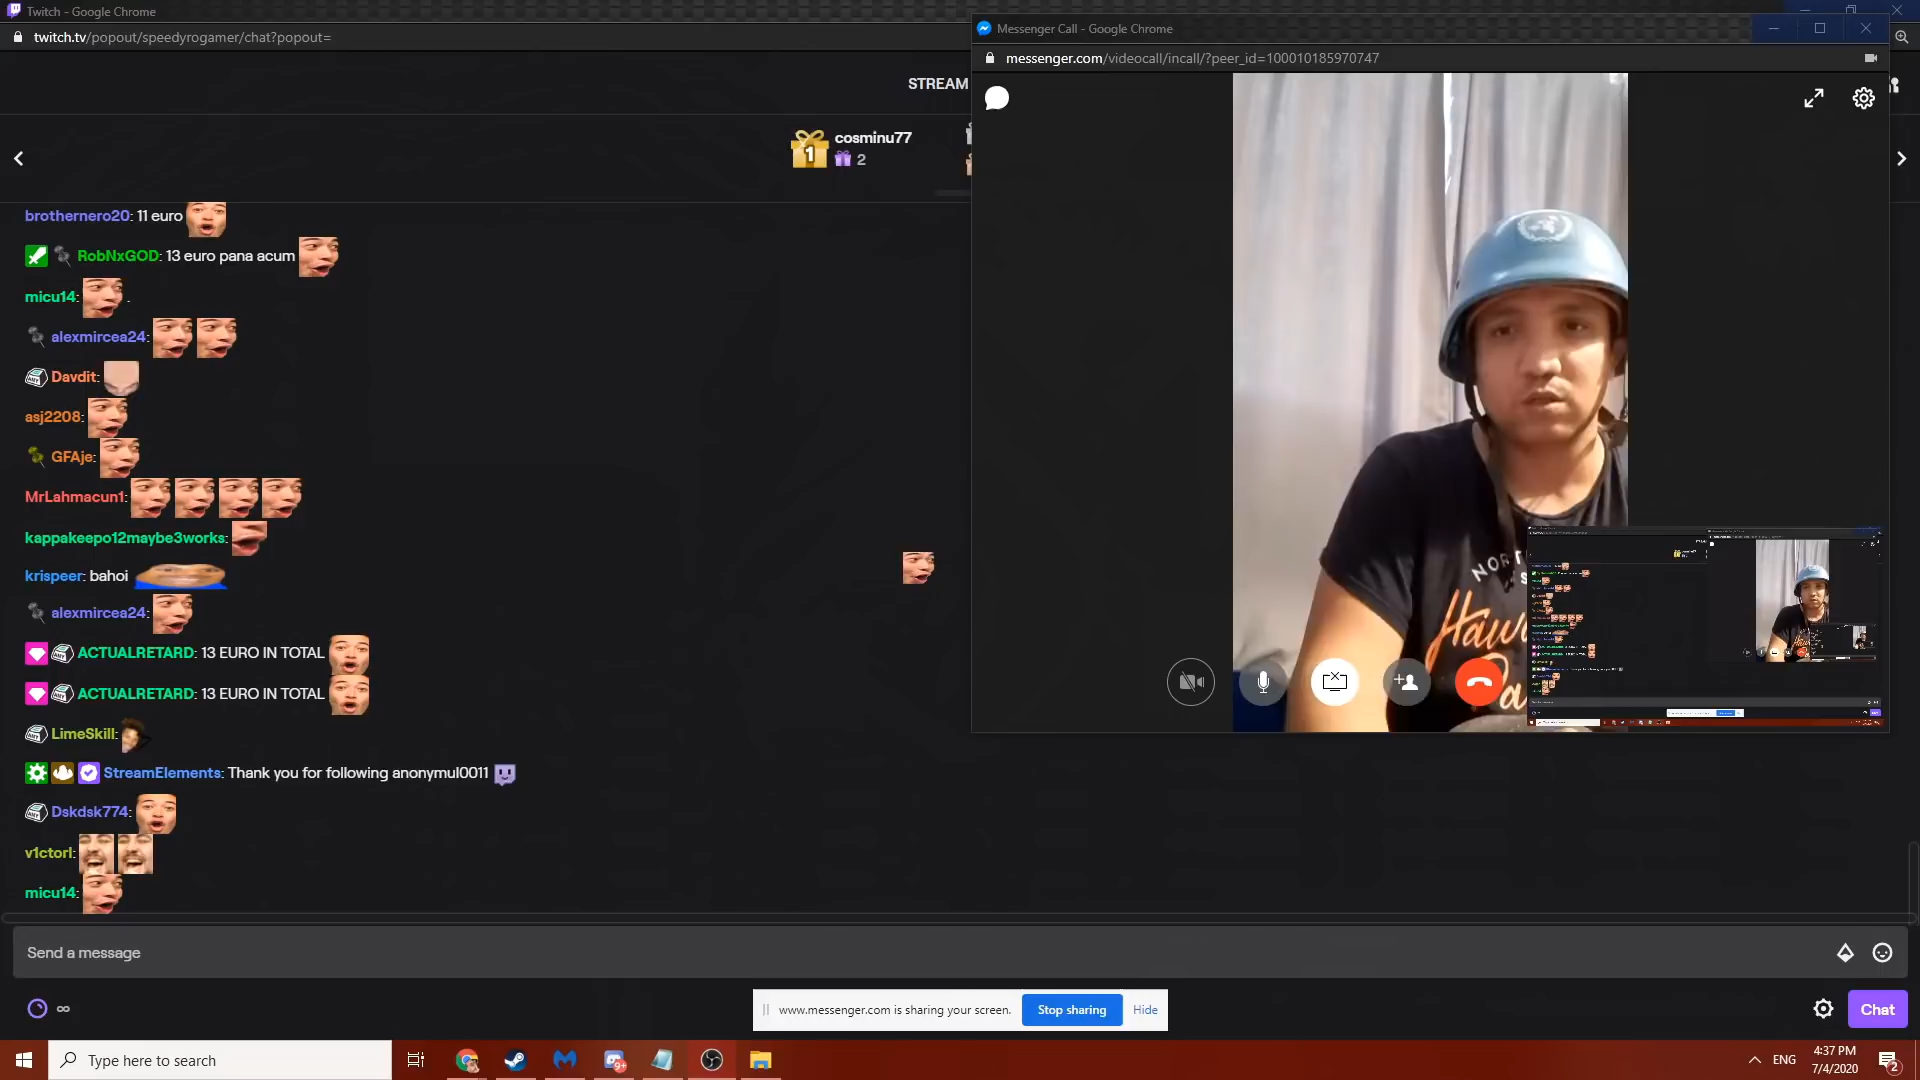 Twitch - Google Chrome
twitch.tv/popout/speedyrogamer/chat?popout=
STREAM
1
cosminu77
2
brothernero20: 11 euro
RobNxGOD: 13 euro pana acum
micu14: .
alexmircea24:
Davdit:
asj2208:
GFAje:
MrLahmacun1:
kappakeepo12maybe3works:
krispeer: bahoi
alexmircea24:
ACTUALRETARD: 13 EURO IN TOTAL
ACTUALRETARD: 13 EURO IN TOTAL
LimeSkill:
StreamElements: Thank you for following anonymul0011
Dskdsk774:
v1ctorl:
micu14:
Send a message
∞
Chat
Messenger Call - Google Chrome
messenger.com/videocall/incall/?peer_id=100010185970747
Hawa
www.messenger.com is sharing your screen.
Stop sharing
Hide
Type here to search
9+
ENG
4:37 PM
7/4/2020
2